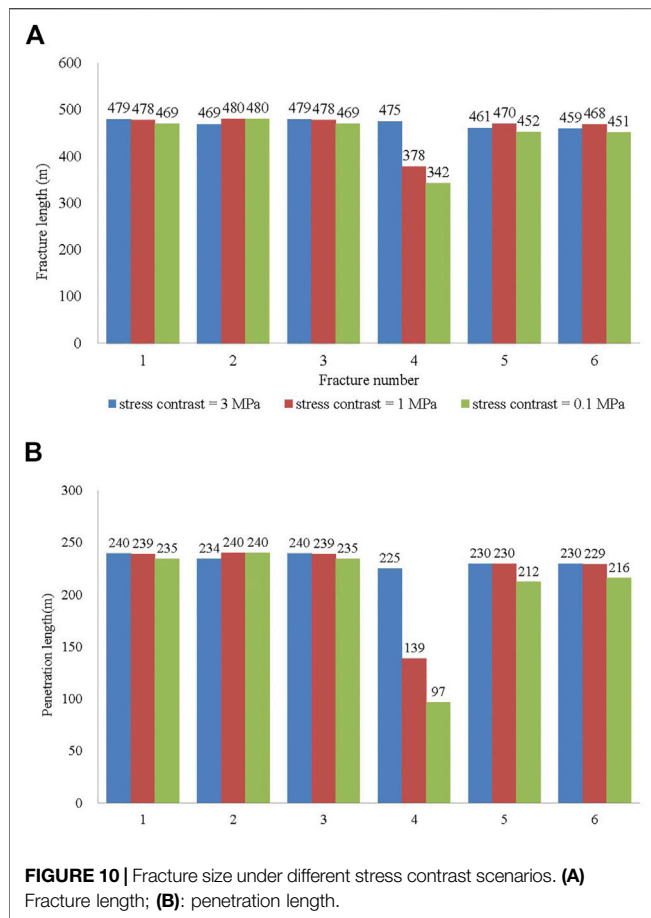 A
600
500
400
300
200
100
0
Fracture length (m)
479 478 469
469 480 480
479 478 469
475 378 342
461 470 452
459 468 451
1 2 3 4 5 6
Fracture number
stress contrast = 3 MPa stress contrast = 1 MPa stress contrast = 0.1 MPa
B
300
250
200
150
100
50
0
Penetration length(m)
240 239 235
234 240 240
240 239 235
225 139 97
230 230 212
230 229 216
1 2 3 4 5 6
FIGURE 10 | Fracture size under different stress contrast scenarios. (A)
Fracture length; (B): penetration length.